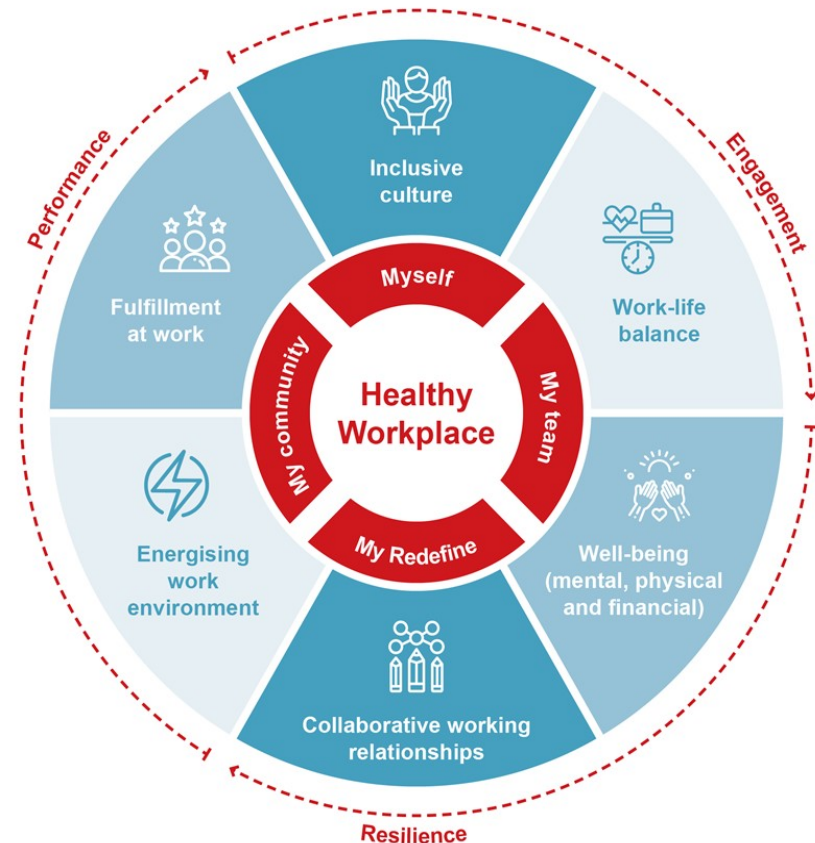 Performance
Engagement
Inclusive
culture
Fulfillment
at work
Work-life
balance
Myself
My community
Healthy
Workplace
My team
My Redefine
Energising
work
environment
Well-being
(mental, physical
and financial)
Collaborative working
relationships
Resilience